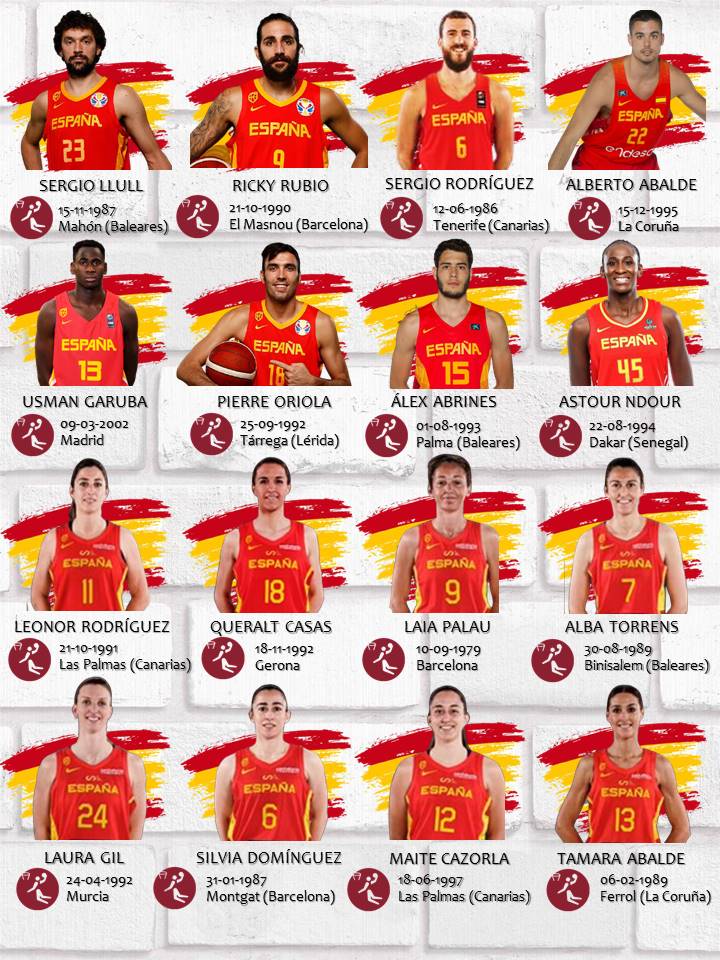 ESPAÑA
23
ESPAÑA
9
ESPAÑA
6
ESPAÑA
22
endesa
SERGIO LLULL
15-11-1987
Mahón (Baleares)
RICKY RUBIO
21-10-1990
El Masnou (Barcelona)
SERGIO RODRÍGUEZ
12-06-1986
Tenerife (Canarias)
ALBERTO ABALDE
15-12-1995
La Coruña
ESPAÑA
13
ESPAÑA
18
ESPAÑA
15
ESPAÑA
45
USMAN GARUBA
09-03-2002
Madrid
PIERRE ORIOLA
25-09-1992
Tárrega (Lérida)
ÁLEX ABRINES
01-08-1993
Palma (Baleares)
ASTOUR NDOUR
22-08-1994
Dakar (Senegal)
ESPAÑA
11
ESPAÑA
18
ESPAÑA
9
ESPAÑA
7
LEONOR RODRÍGUEZ
21-10-1991
Las Palmas (Canarias)
QUERALT CASAS
18-11-1992
Gerona
LAIA PALAU
10-09-1979
Barcelona
ALBA TORRENS
30-08-1989
Binisalem (Baleares)
ESPAÑA
24
ESPAÑA
6
ESPAÑA
12
ESPAÑA
13
LAURA GIL
24-04-1992
Murcia
SILVIA DOMÍNGUEZ
31-01-1987
Montgat (Barcelona)
MAITE CAZORLA
18-06-1997
Las Palmas (Canarias)
TAMARA ABALDE
06-02-1989
Ferrol (La Coruña)